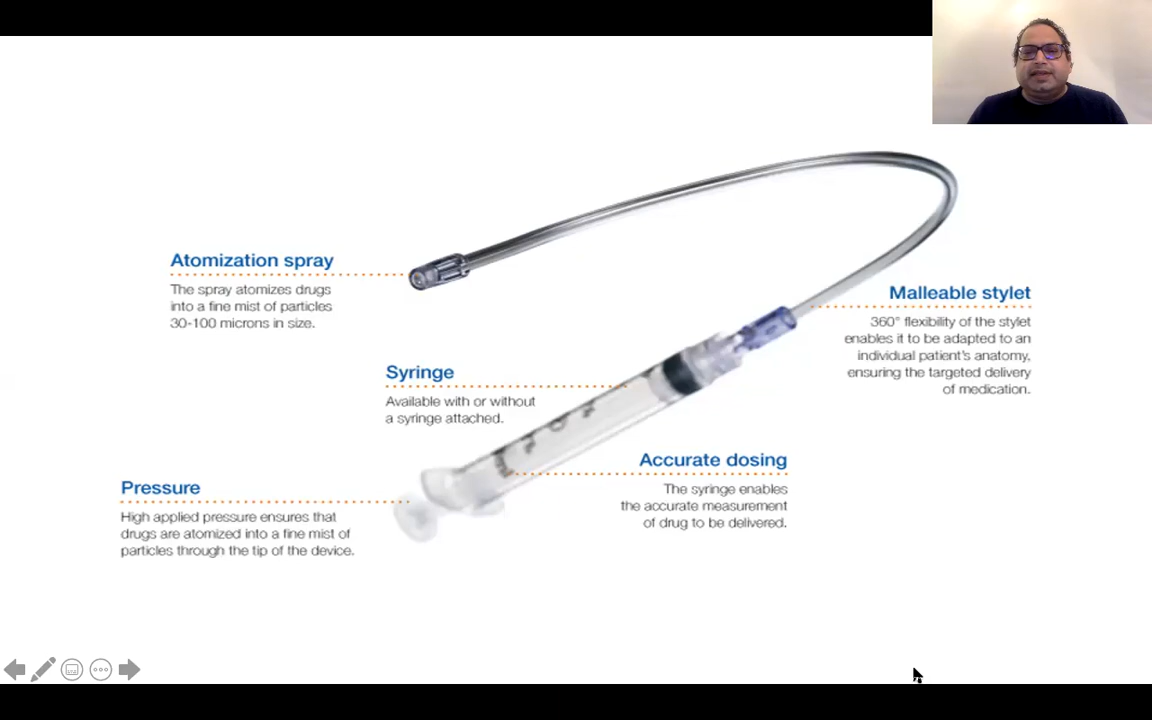 Atomization spray
The spray atomizes drugs
into a fine mist of particles
30-100 microns in size.
Malleable stylet
360° flexibility of the stylet
enables it to be adapted to an
individual patient's anatomy,
ensuring the targeted delivery
of medication.
Syringe
Available with or without
a syringe attached.
Accurate dosing
The syringe enables
the accurate measurement
of drug to be delivered.
Pressure
High applied pressure ensures that
drugs are atomized into a fine mist of
particles through the tip of the device.